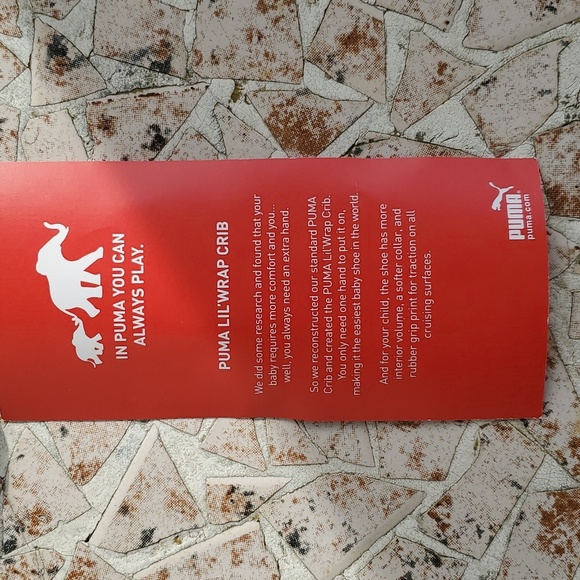 IN PUMA YOU CAN
ALWAYS PLAY.
PUMA LIL'WRAP CRIB
We did some research and found that your
baby requires more comfort and you...
well, you always need an extra hand.
So we reconstructed our standard PUMA
Crib and created the PUMA Lil'Wrap Crib.
You only need one hand to put it on,
making it the easiest baby shoe in the world.
And for your child, the shoe has more
interior volume, a softer collar, and
rubber grip print for traction on all
cruising surfaces.
PUMA®
puma.com